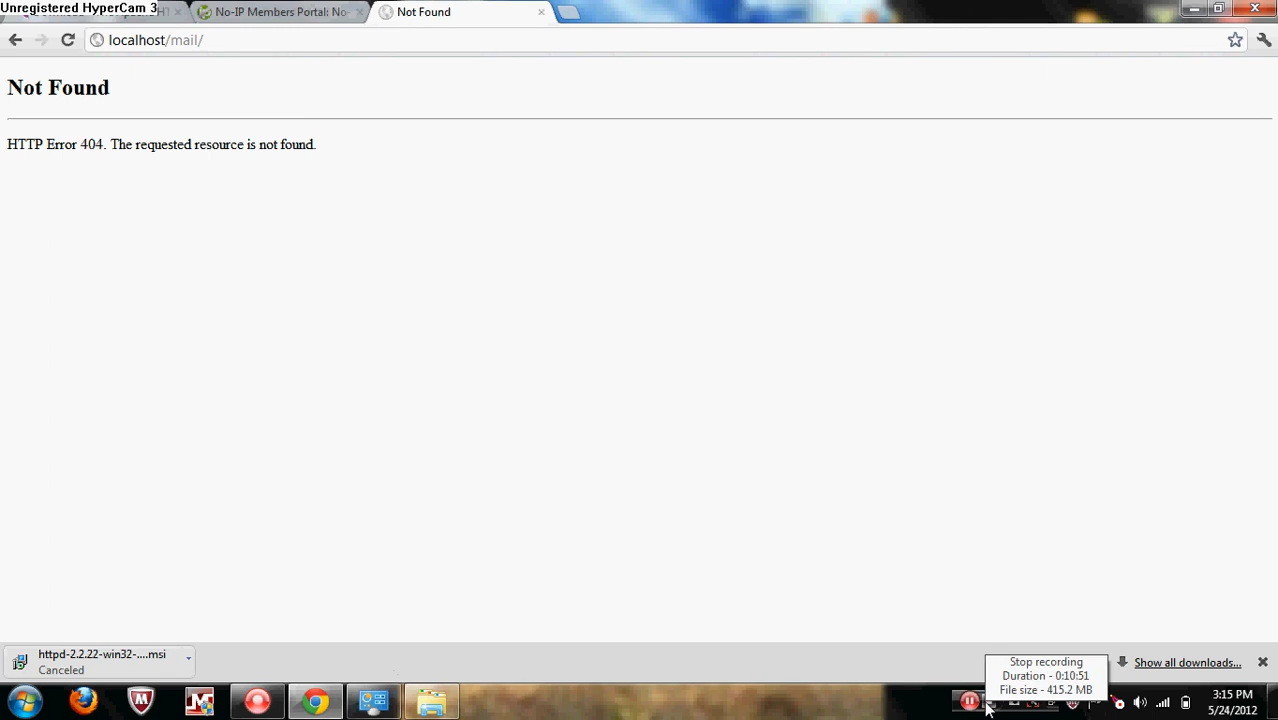 Unregistered HyperCam 3
No-IP Members Portal: No-
Not Found
localhost/mail/
Not Found
HTTP Error 404. The requested resource is not found.
httpd-2.2.22-win32-....msi
Canceled
Stop recording
Duration - 0:10:51
File size - 415.2 MB
Show all downloads...
3:15 PM
5/24/2012